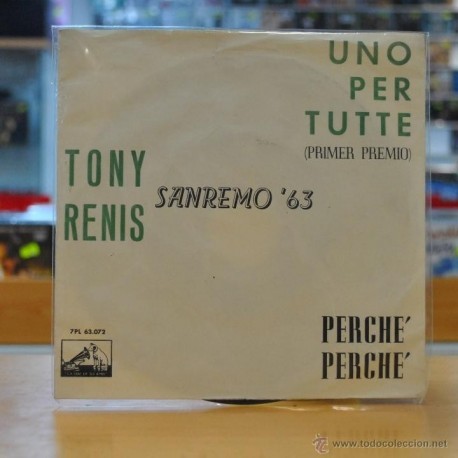 UNO
PER
TUTTE
(PRIMER PREMIO)
TONY
RENIS
SANREMO '63
7PL 63.072
PERCHE'
PERCHE'
www.todocoleccion.net